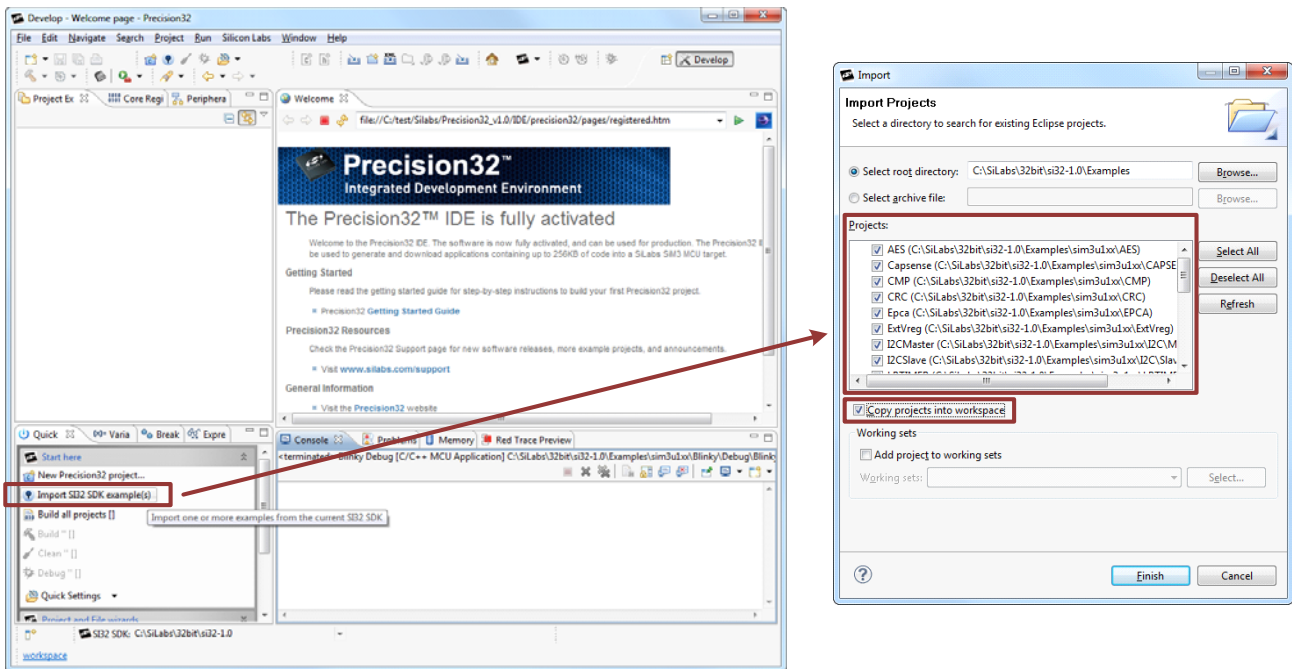 Develop - Welcome page - Precision32
File Edit Navigate Search Project Run Silicon Labs Window Help
Develop
Project Ex
Core Regi
Periphera
Welcome
file://C:/test/Silabs/Precision32_v1.0/IDE/precision32/pages/registered.htm
Precision32™
Integrated Development Environment
The Precision32™ IDE is fully activated
Welcome to the Precision32 IDE. The software is now fully activated, and can be used for production. The Precision32
be used to generate and download applications containing up to 256KB of code into a SiLabs SiM3 MCU target.
Getting Started
Please read the getting started guide for step-by-step instructions to build your first Precision32 project.
Precision32 Getting Started Guide
Precision32 Resources
Check the Precision32 Support page for new software releases, more example projects, and announcements.
Visit www.silabs.com/support
General Information
Visit the Precision32 website
Quick
Varia
Break
Expre
Start here
New Precision32 project...
Import SI32 SDK example(s)
Import one or more examples from the current SI32 SDK
Build all projects []
Build '' []
Clean '' []
Debug '' []
Quick Settings
Project and File wizards
Console
Problems
Memory
Red Trace Preview
<terminated> Blinky Debug [C/C++ MCU Application] C:\SiLabs\32bit\si32-1.0\Examples\sim3u1xx\Blinky\Debug\Blinky
SI32 SDK: C:\SiLabs\32bit\si32-1.0
workspace
Import
Import Projects
Select a directory to search for existing Eclipse projects.
Select root directory: C:\SiLabs\32bit\si32-1.0\Examples Browse...
Select archive file: Browse...
Projects:
AES (C:\SiLabs\32bit\si32-1.0\Examples\sim3u1xx\AES)
Capsense (C:\SiLabs\32bit\si32-1.0\Examples\sim3u1xx\CAPSE
CMP (C:\SiLabs\32bit\si32-1.0\Examples\sim3u1xx\CMP)
CRC (C:\SiLabs\32bit\si32-1.0\Examples\sim3u1xx\CRC)
Epca (C:\SiLabs\32bit\si32-1.0\Examples\sim3u1xx\EPCA)
ExtVreg (C:\SiLabs\32bit\si32-1.0\Examples\sim3u1xx\ExtVreg)
I2CMaster (C:\SiLabs\32bit\si32-1.0\Examples\sim3u1xx\I2C\M
I2CSlave (C:\SiLabs\32bit\si32-1.0\Examples\sim3u1xx\I2C\Slav
Select All
Deselect All
Refresh
Copy projects into workspace
Working sets
Add project to working sets
Working sets: Select...
Finish
Cancel